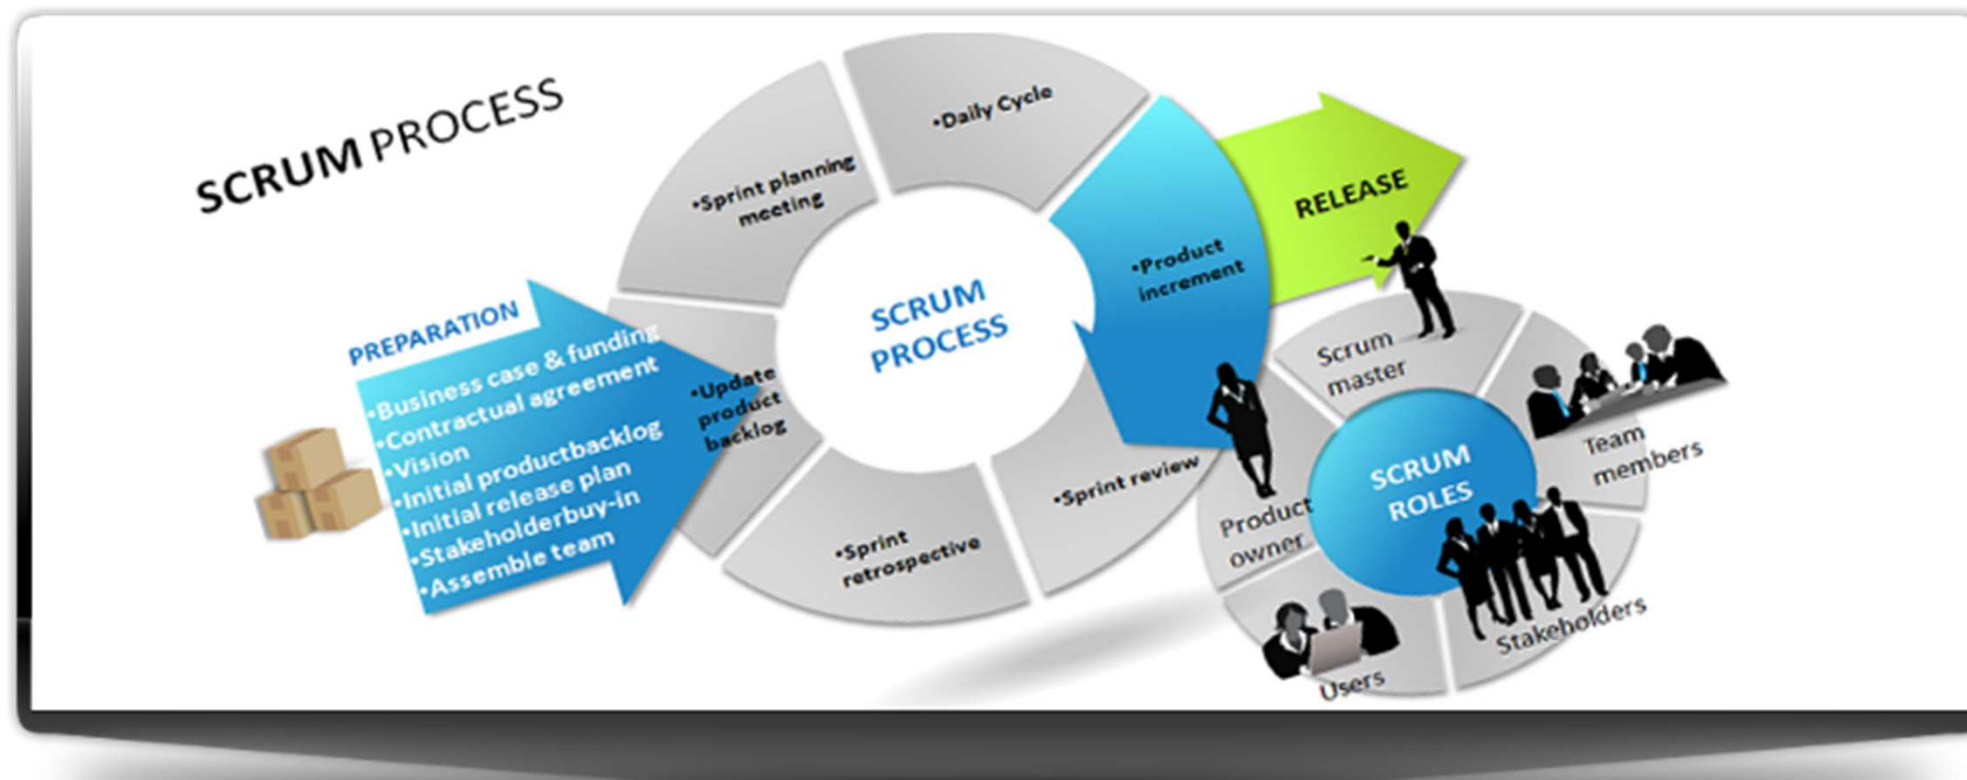 SCRUM PROCESS
PREPARATION
•Business case & funding
•Contractual agreement
•Vision
•Initial productbacklog
•Initial release plan
•Stakeholderbuy-in
•Assemble team
•Update
product
backlog
•Sprint planning
meeting
•Daily Cycle
•Product
increment
•Sprint review
•Sprint
retrospective
SCRUM
PROCESS
RELEASE
Scrum
master
Team
members
Stakeholders
Users
Product
owner
SCRUM
ROLES